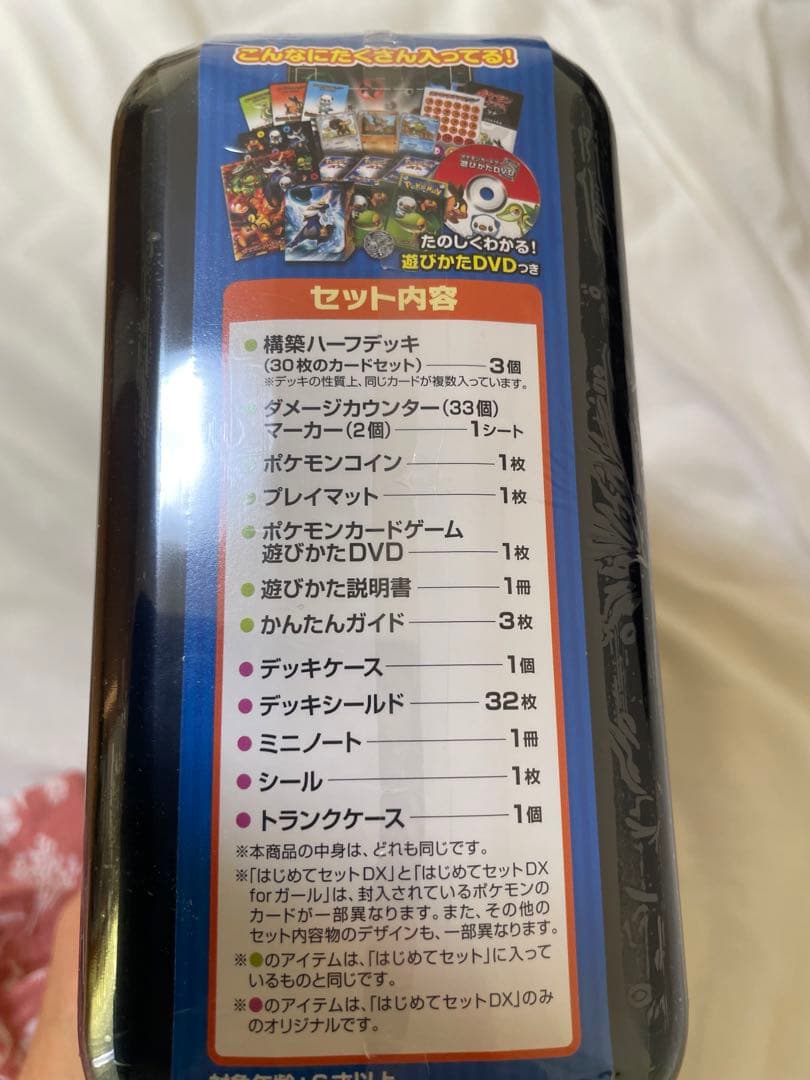 こんなにたくさん入ってる!
POKÉMON
遊びかたDVD
たのしくわかる!
遊びかたDVDつき
セット内容
●構築ハーフデッキ
(30枚のカードセット) 3個
※デッキの性質上、同じカードが複数入っています。
●ダメージカウンター(33個)
マーカー(2個) 1シート
●ポケモンコイン 1枚
●プレイマット 1枚
●ポケモンカードゲーム
遊びかたDVD 1枚
●遊びかた説明書 1冊
●かんたんガイド 3枚
●デッキケース 1個
●デッキシールド 32枚
●ミニノート 1冊
●シール 1枚
●トランクケース 1個
※本商品の中身は、どれも同じです。
※「はじめてセットDX」と「はじめてセットDX
forガール」は、封入されているポケモンの
カードが一部異なります。また、その他の
セット内容物のデザインも、一部異なります。
※●のアイテムは、「はじめてセット」に入って
いるものと同じです。
※●のアイテムは、「はじめてセットDX」のみ
のオリジナルです。